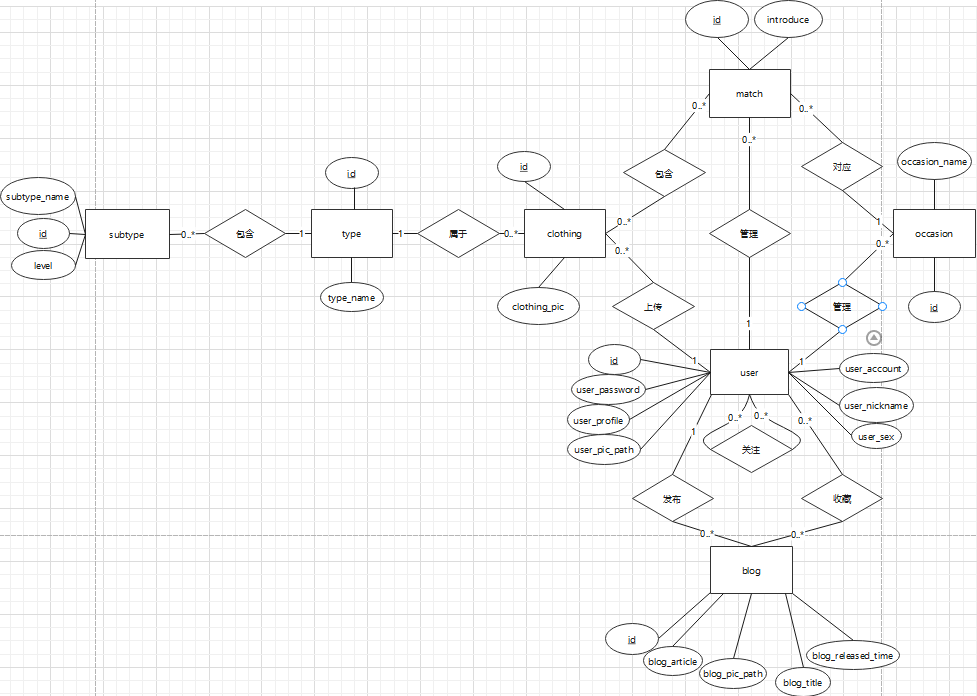 id
introduce
match
0..*
0..*
0..*
包含
对应
occasion_name
id
id
subtype_name
id
level
subtype
0..*
包含
1
type
1
属于
0..*
clothing
0..*
0..*
管理
1
0..*
occasion
type_name
clothing_pic
上传
管理
id
1
1
1
user
id
user_password
user_profile
user_pic_path
user_account
user_nickname
user_sex
1
0..*
0..*
0..*
关注
发布
收藏
0..*
0..*
blog
id
blog_article
blog_pic_path
blog_title
blog_released_time